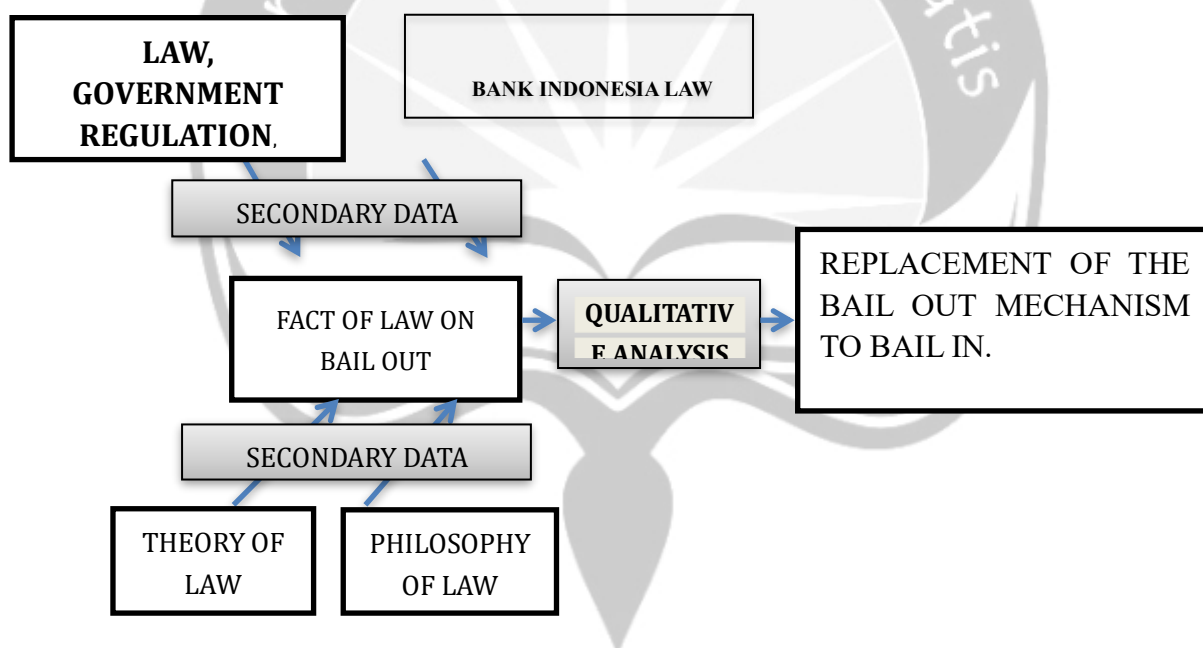 LAW,
GOVERNMENT
REGULATION,
BANK INDONESIA LAW
SECONDARY DATA
FACT OF LAW ON
BAIL OUT
QUALITATIV
E ANALYSIS
REPLACEMENT OF THE
BAIL OUT MECHANISM
TO BAIL IN.
SECONDARY DATA
THEORY OF
LAW
PHILOSOPHY
OF LAW